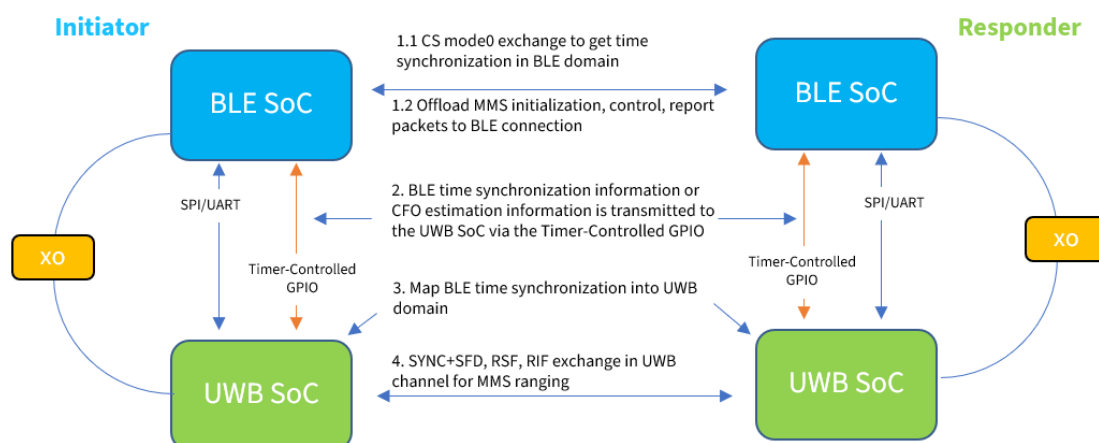 Initiator
Responder
1.1 CS mode0 exchange to get time
synchronization in BLE domain
BLE SoC
BLE SoC
1.2 Offload MMS initialization, control, report
packets to BLE connection
SPI/UART
2. BLE time synchronization information or
CFO estimation information is transmitted to
the UWB SoC via the Timer-Controlled GPIO
SPI/UART
XO
XO
Timer-Controlled
GPIO
Timer-Controlled
GPIO
3. Map BLE time synchronization into UWB
domain
4. SYNC+SFD, RSF, RIF exchange in UWB
channel for MMS ranging
UWB SoC
UWB SoC